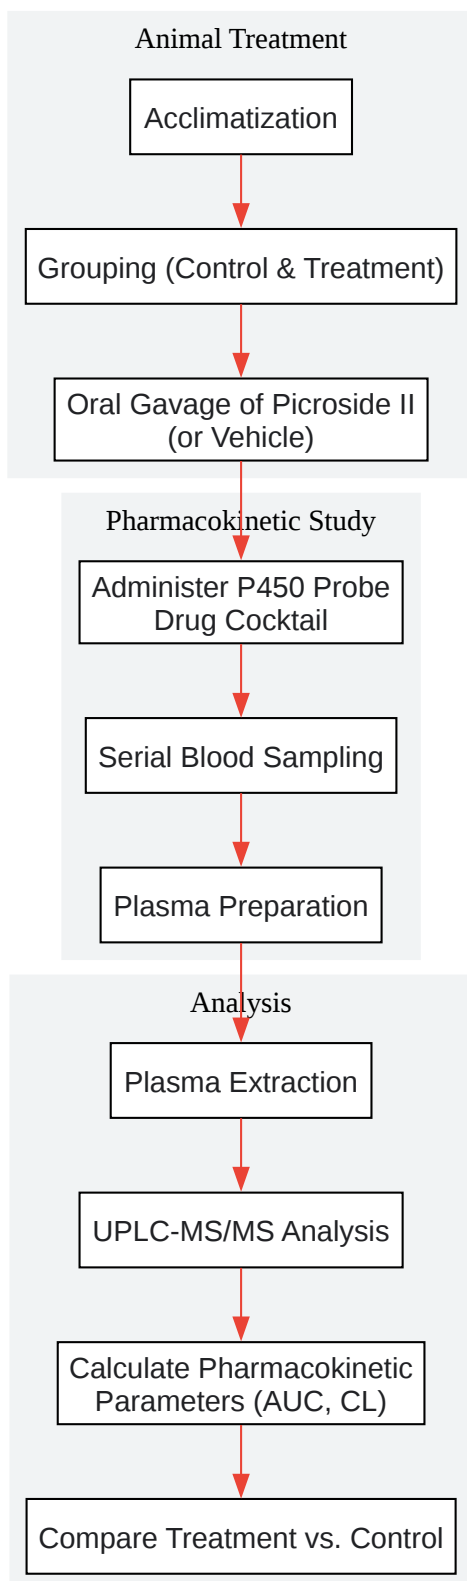 Animal Treatment
Acclimatization
Grouping (Control & Treatment)
Oral Gavage of Picroside II
(or Vehicle)
Pharmacokinetic Study
Administer P450 Probe
Drug Cocktail
Serial Blood Sampling
Plasma Preparation
Analysis
Plasma Extraction
UPLC-MS/MS Analysis
Calculate Pharmacokinetic
Parameters (AUC, CL)
Compare Treatment vs. Control